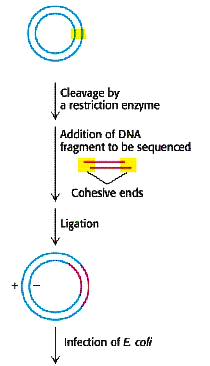 Cleavage by
a restriction enzyme
Addition of DNA
fragment to be sequenced
Cohesive ends
Ligation
+ −
Infection of E. coli